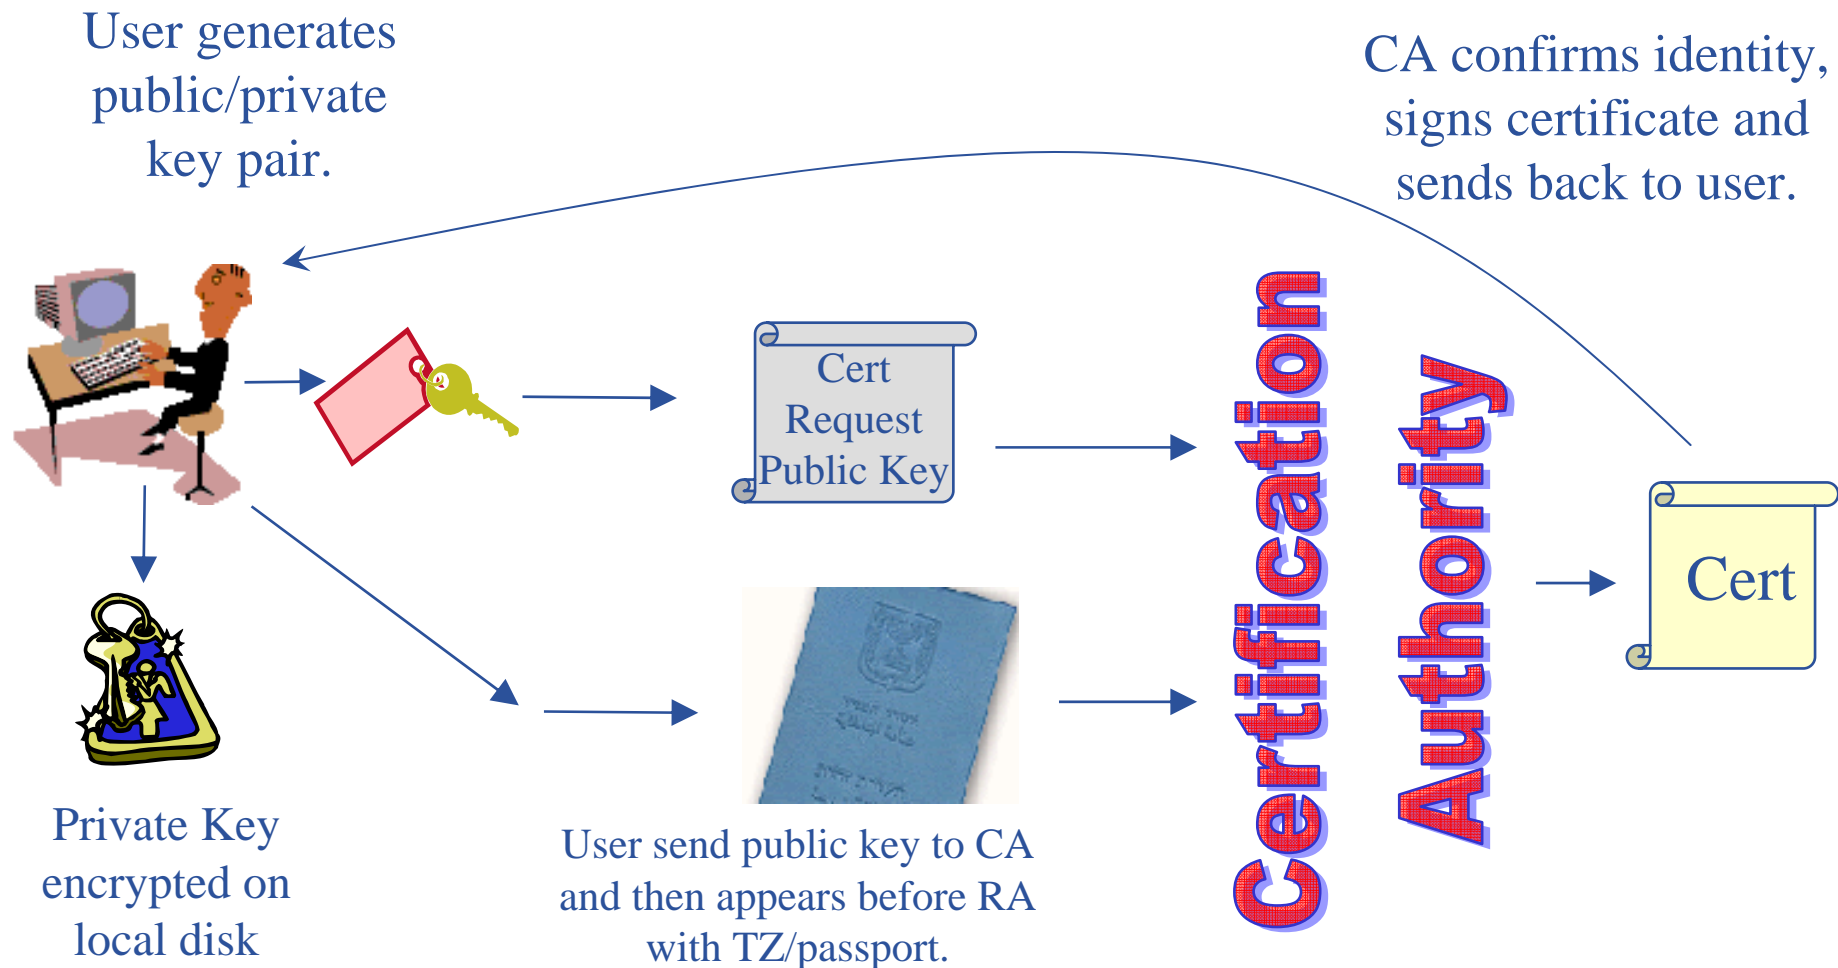 User generates
public/private
key pair.
CA confirms identity,
signs certificate and
sends back to user.
Cert
Request
Public Key
Certification
Authority
Cert
Private Key
encrypted on
local disk
User send public key to CA
and then appears before RA
with TZ/passport.